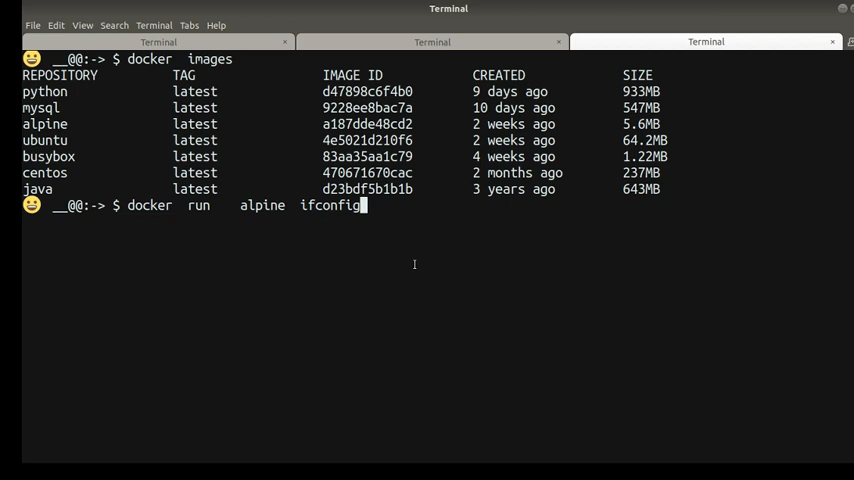 Terminal
File Edit View Search Terminal Tabs Help
Terminal × Terminal × Terminal ×
__@@:-> $ docker  images
REPOSITORY TAG IMAGE ID CREATED SIZE
python latest d47898c6f4b0 9 days ago 933MB
mysql latest 9228ee8bac7a 10 days ago 547MB
alpine latest a187dde48cd2 2 weeks ago 5.6MB
ubuntu latest 4e5021d210f6 2 weeks ago 64.2MB
busybox latest 83aa35aa1c79 4 weeks ago 1.22MB
centos latest 470671670cac 2 months ago 237MB
java latest d23bdf5b1b1b 3 years ago 643MB
__@@:-> $ docker  run    alpine  ifconfig